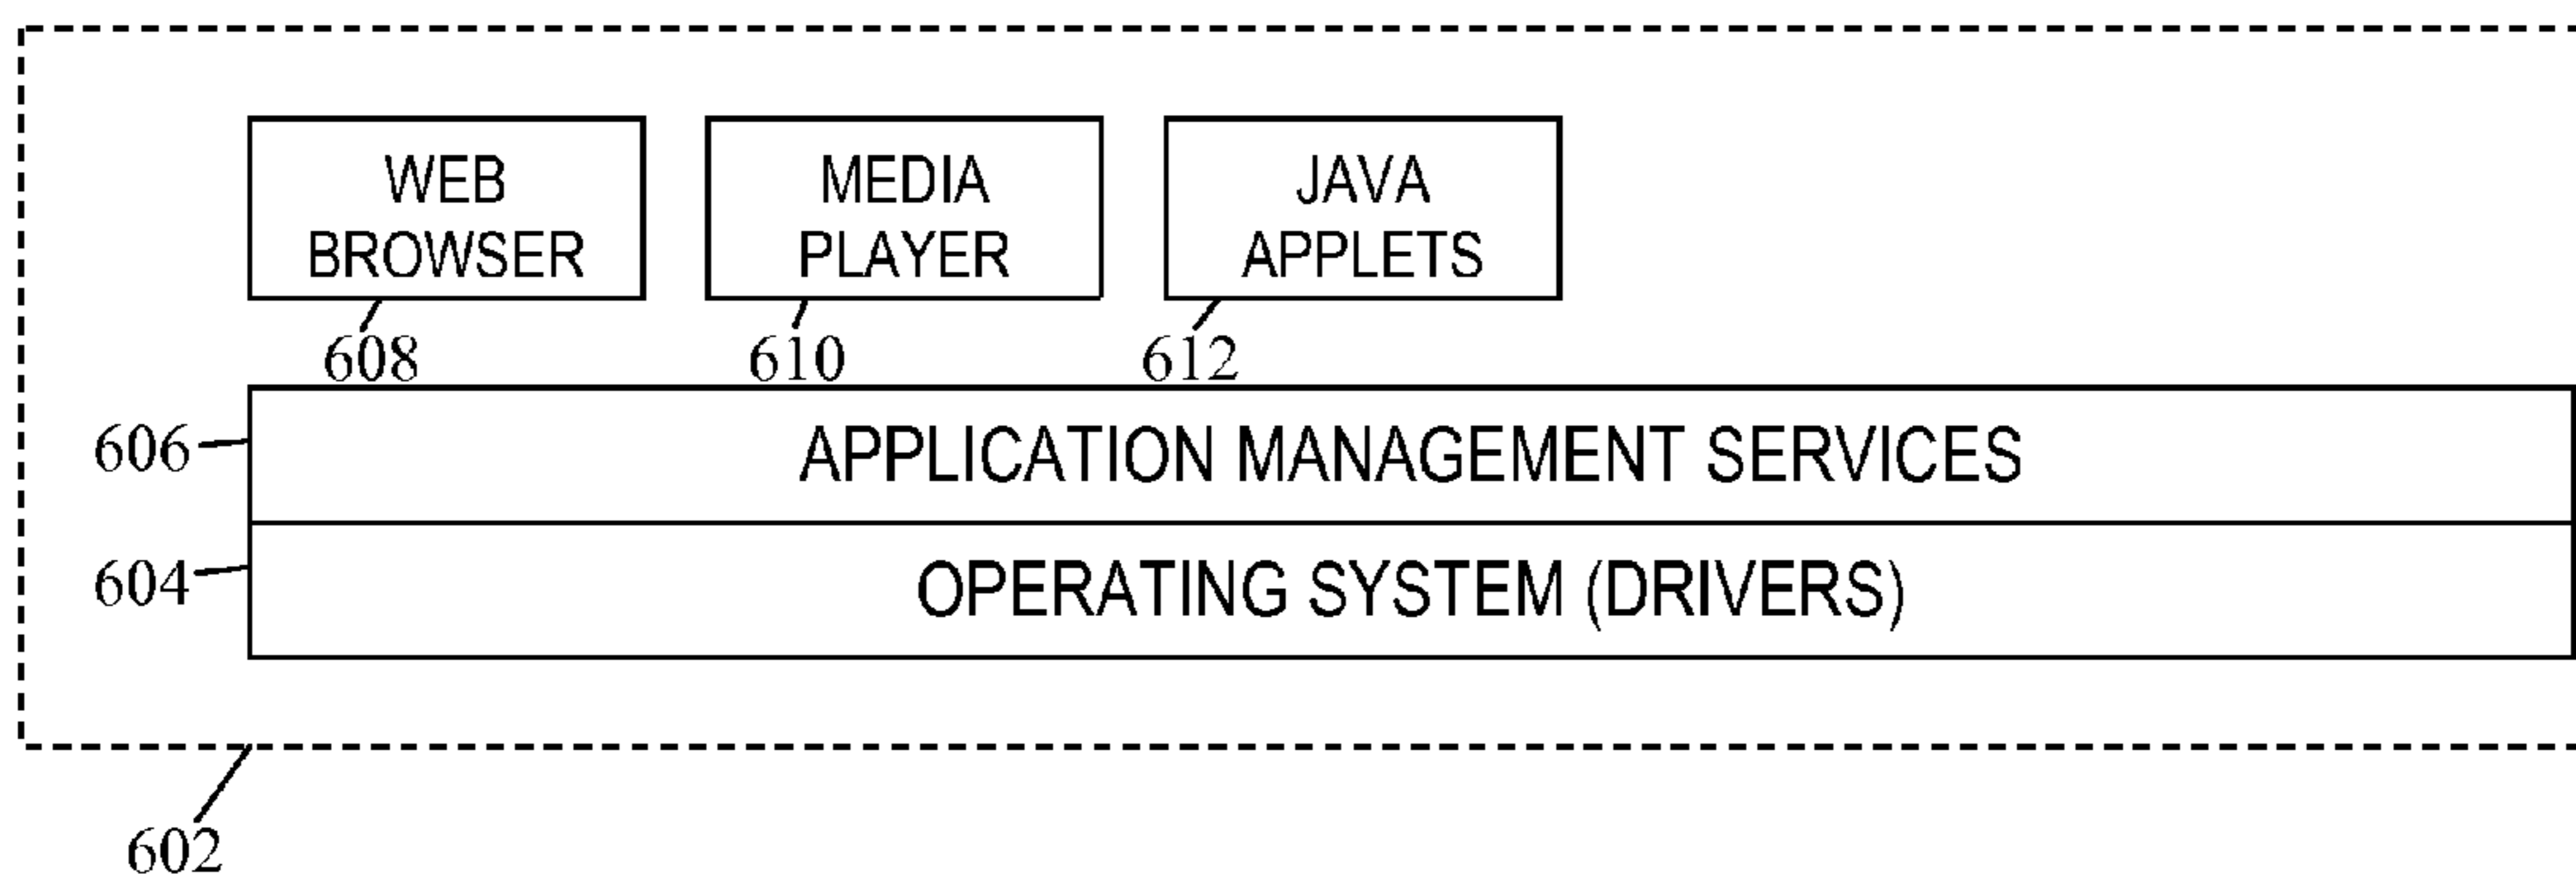 WEB
BROWSER
MEDIA
PLAYER
JAVA
APPLETS
608
610
612
606
APPLICATION MANAGEMENT SERVICES
604
OPERATING SYSTEM (DRIVERS)
602